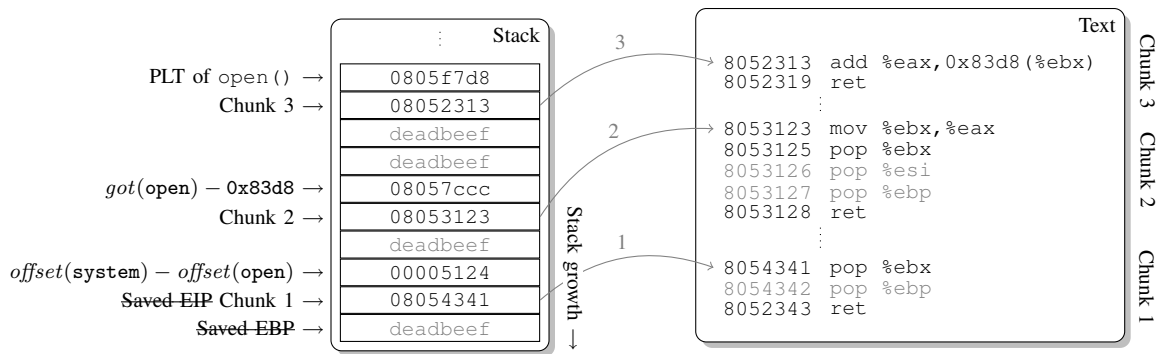 Stack
PLT of open() → 0805f7d8
Chunk 3 → 08052313
deadbeef
deadbeef
got(open) − 0x83d8 → 08057ccc
Chunk 2 → 08053123
deadbeef
offset(system) − offset(open) → 00005124
Saved EIP Chunk 1 → 08054341
Saved EBP → deadbeef
Stack growth →
3
2
1
Text
8052313 add %eax,0x83d8(%ebx)
8052319 ret
8053123 mov %ebx,%eax
8053125 pop %ebx
8053126 pop %esi
8053127 pop %ebp
8053128 ret
8054341 pop %ebx
8054342 pop %ebp
8052343 ret
Chunk 3
Chunk 2
Chunk 1